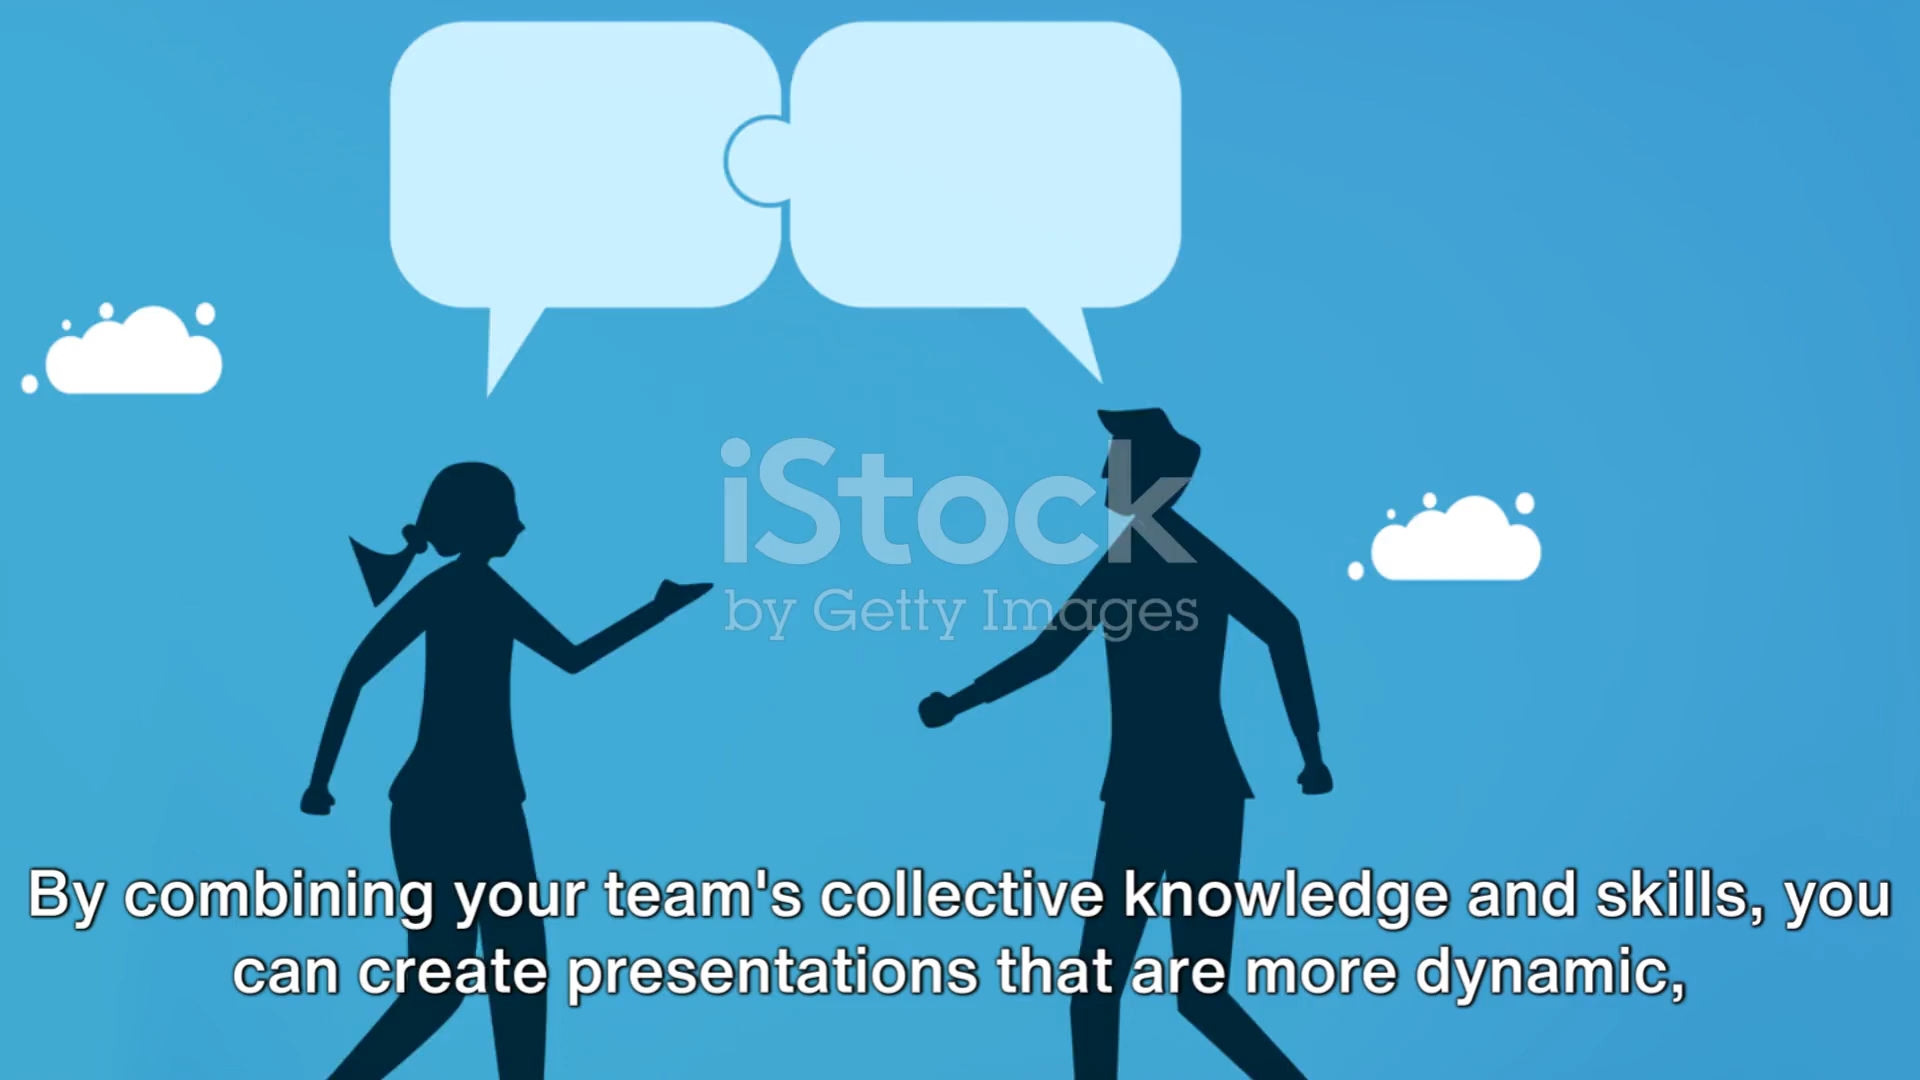 iStock
by Getty Images
By combining your team's collective knowledge and skills, you
can create presentations that are more dynamic,